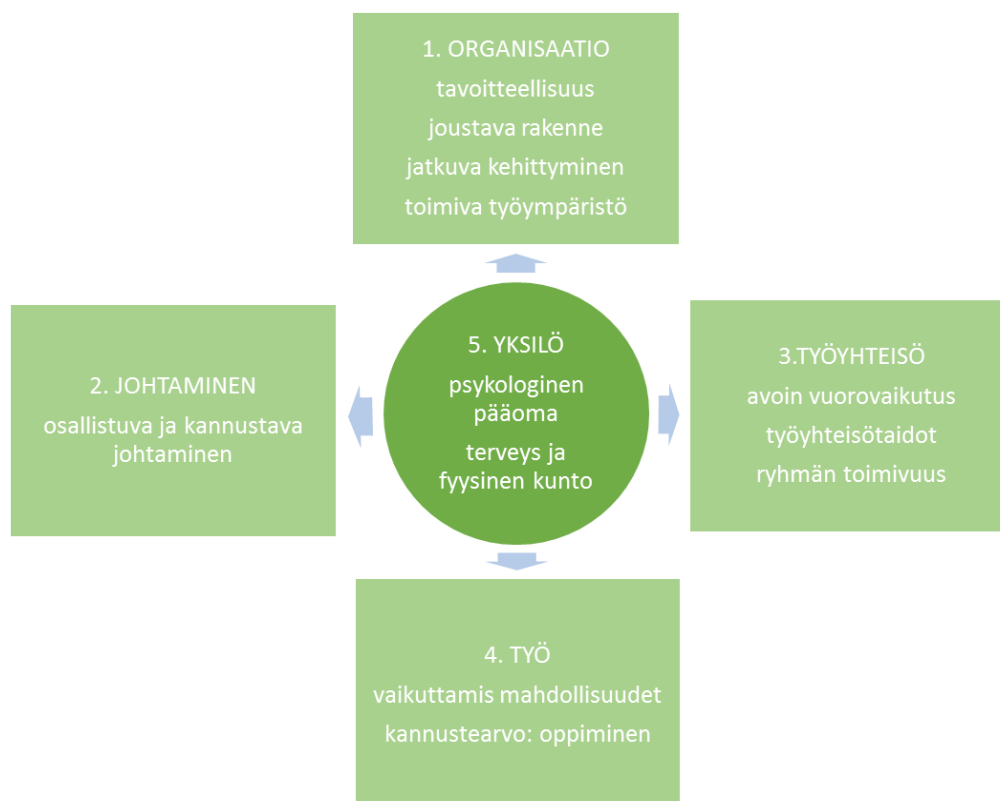 1. ORGANISAATIO
tavoitteellisuus
joustava rakenne
jatkuva kehittyminen
toimiva työympäristö
2. JOHTAMINEN
osallistuva ja kannustava
johtaminen
5. YKSILÖ
psykologinen
pääoma
terveys ja
fyysinen kunto
3.TYÖYHTEISÖ
avoin vuorovaikutus
työyhteisötaidot
ryhmän toimivuus
4. TYÖ
vaikuttamis mahdollisuudet
kannustearvo: oppiminen